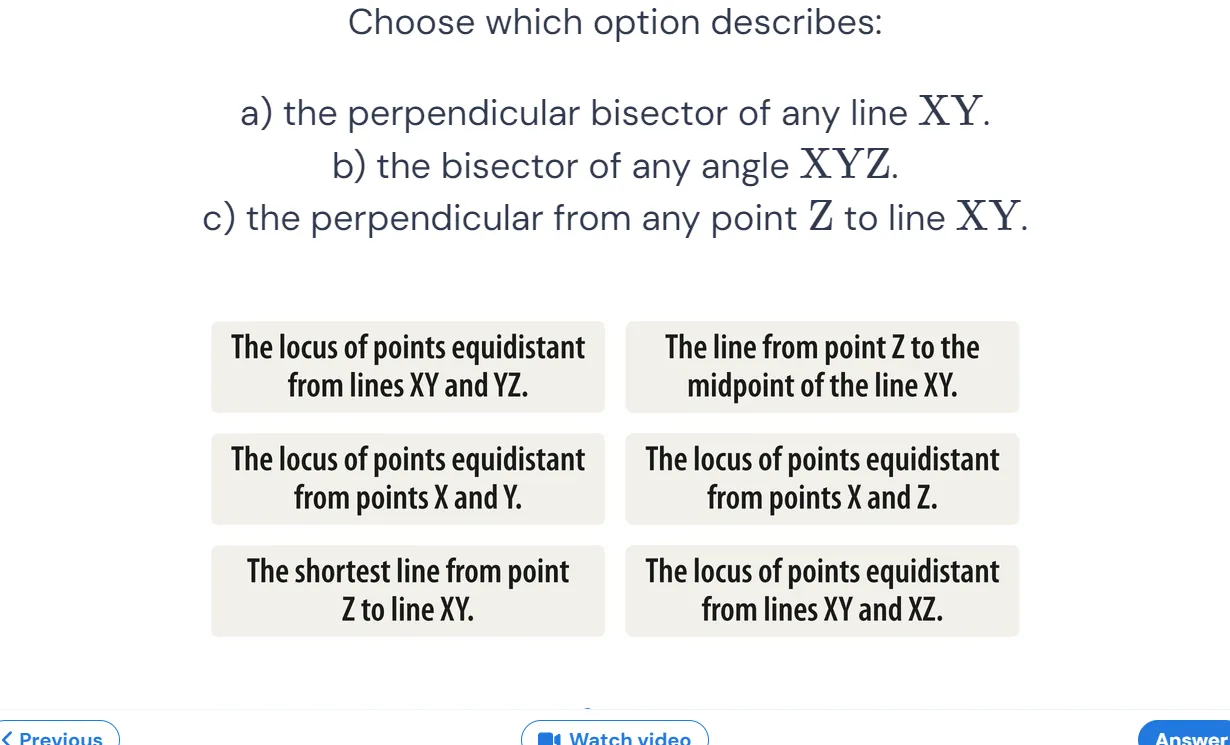 Choose which option describes:
a) the perpendicular bisector of any line XY.
b) the bisector of any angle XYZ.
c) the perpendicular from any point Z to line XY.
The locus of points equidistant
from lines XY and YZ.
The line from point Z to the
midpoint of the line XY.
The locus of points equidistant
from points X and Y.
The locus of points equidistant
from points X and Z.
The shortest line from point
Z to line XY.
The locus of points equidistant
from lines XY and XZ.
< Previous
Watch video
Answer